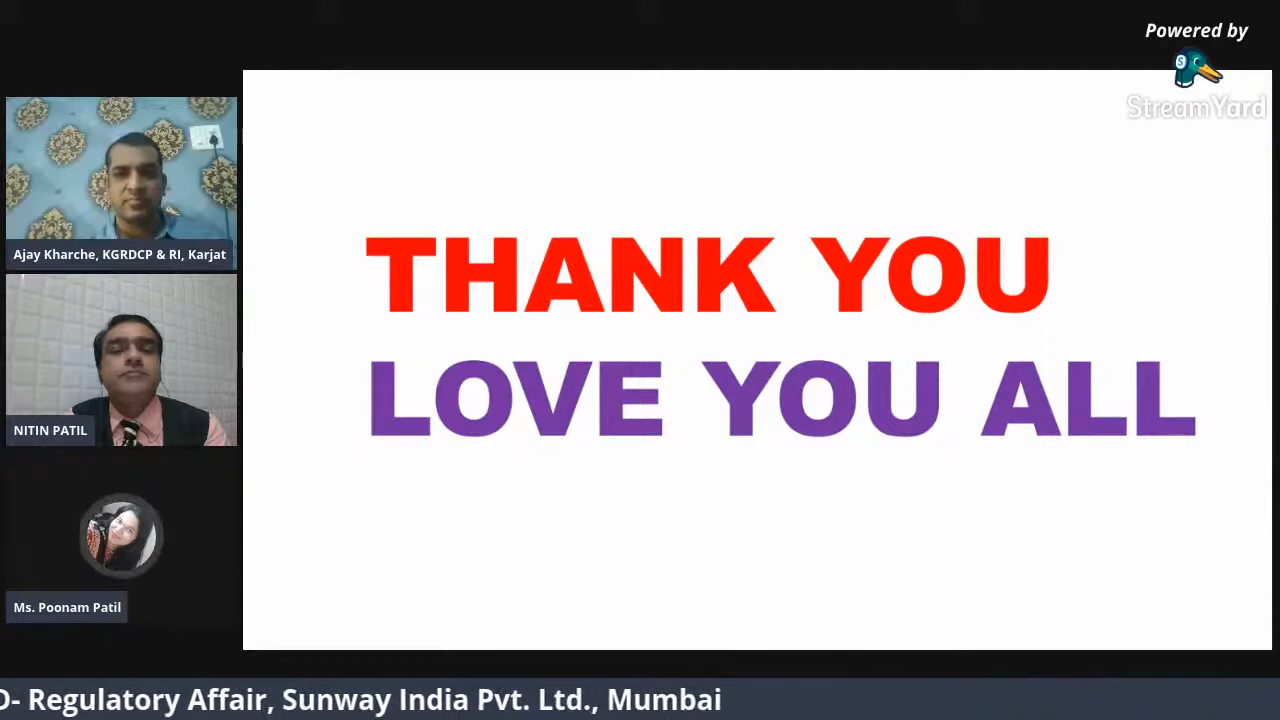 Powered by
StreamYard
Ajay Kharche, KGRDCP & RI, Karjat
NITIN PATIL
Ms. Poonam Patil
THANK YOU
LOVE YOU ALL
- Regulatory Affair, Sunway India Pvt. Ltd., Mumbai